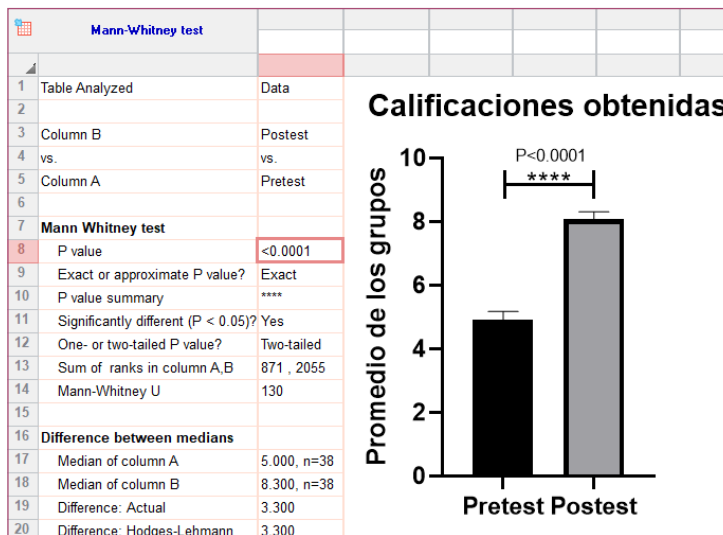 Mann-Whitney test
1 Table Analyzed Data
2
3 Column B Postest
4 vs. vs.
5 Column A Pretest
6
7 Mann Whitney test
8 P value <0.0001
9 Exact or approximate P value? Exact
10 P value summary ****
11 Significantly different (P < 0.05)? Yes
12 One- or two-tailed P value? Two-tailed
13 Sum of ranks in column A,B 871 , 2055
14 Mann-Whitney U 130
15
16 Difference between medians
17 Median of column A 5.000, n=38
18 Median of column B 8.300, n=38
19 Difference: Actual 3.300
20 Difference: Hodges-Lehmann 3.300
Calificaciones obtenidas
P<0.0001
****
Promedio de los grupos
10
8
6
4
2
0
Pretest Postest